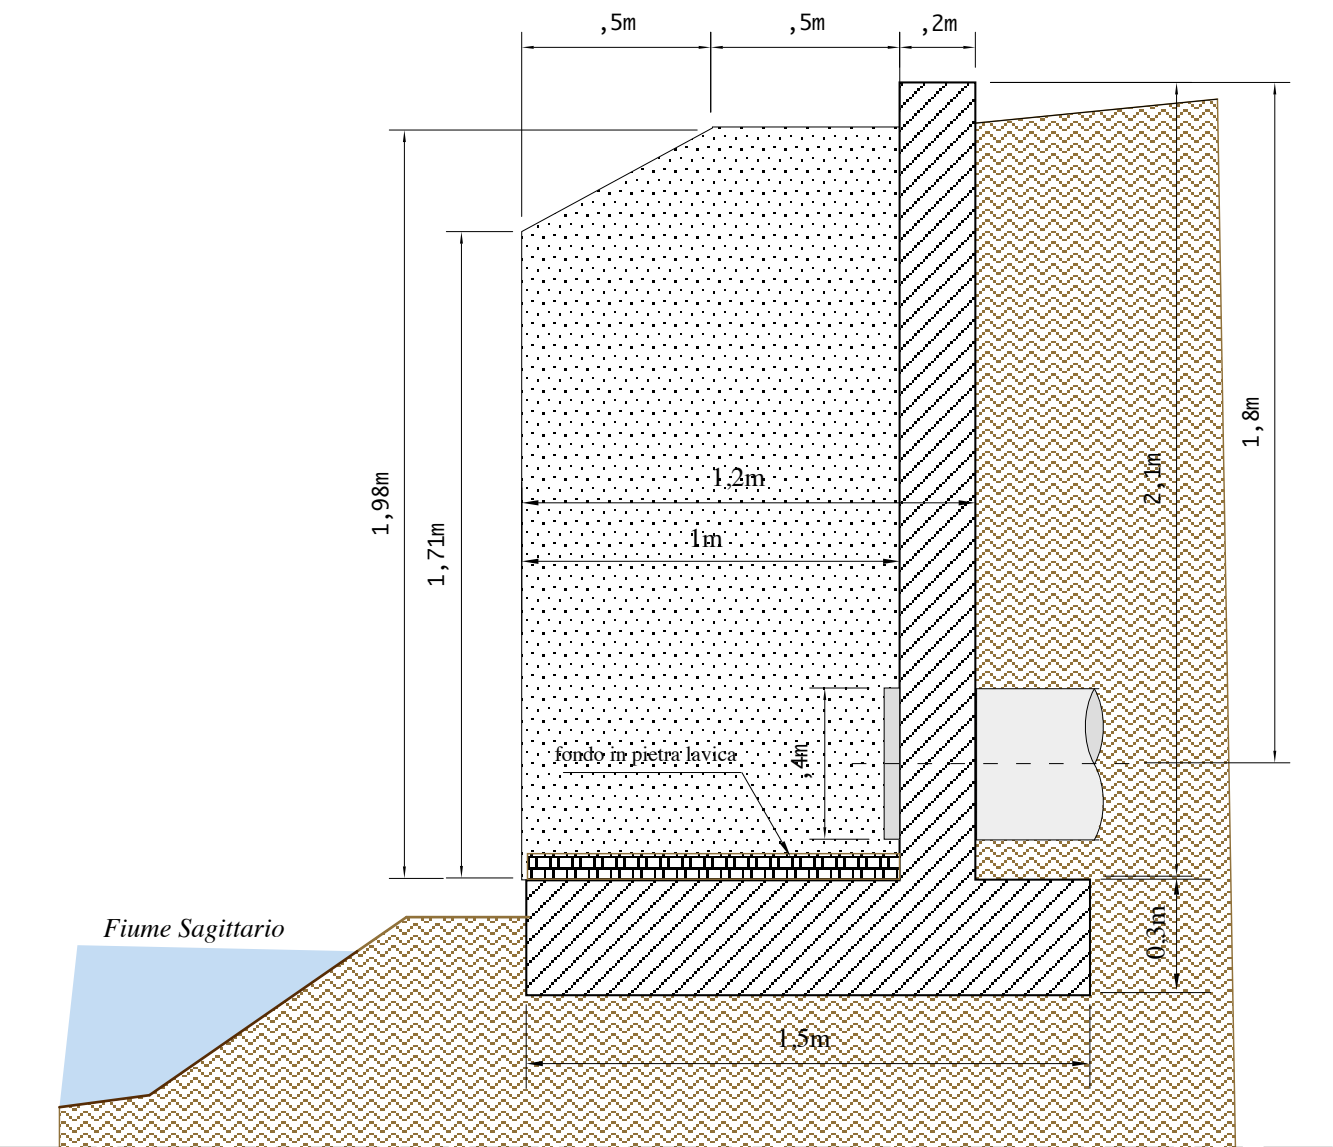 ,5m
,5m
,2m
1,8m
2,1m
1,98m
1,71m
1,2m
1m
fondo in pietra lavica
,4m
Fiume Sagittario
0,3m
1,5m